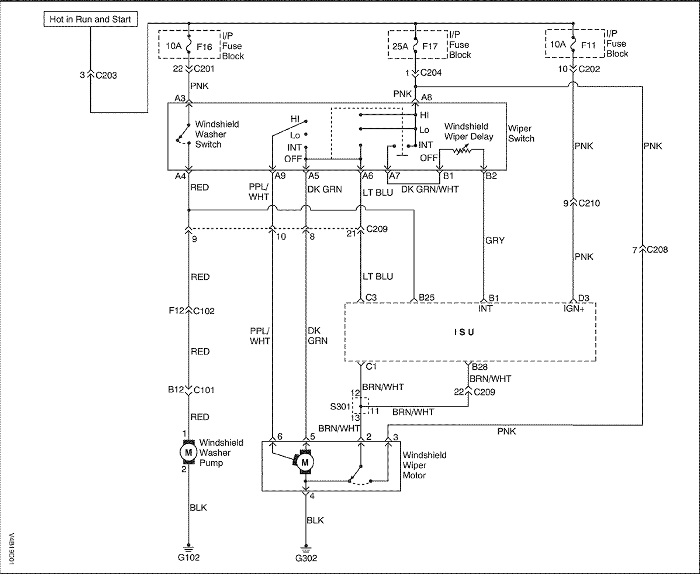 Hot in Run and Start
10A F16
I/P
Fuse
Block
25A F17
I/P
Fuse
Block
10A F11
I/P
Fuse
Block
3 C203
22 C201
1 C204
10 C202
PNK
PNK
A3
A8
Windshield
Washer
Switch
HI
Lo
INT
OFF
HI
Lo
INT
OFF
Windshield
Wiper Delay
Wiper
Switch
PNK
PNK
A4
A9
A5
A6
A7
B1
B2
RED
PPL/
WHT
DK GRN
LT BLU
DK GRN/WHT
9
10
8
21 C209
9 C210
GRY
7 C208
RED
LT BLU
PNK
C3
B25
B1
INT
D3
IGN+
F12 C102
ISU
PPL/
WHT
DK
GRN
RED
C1
B28
BRN/WHT
BRN/WHT
B12 C101
12
22 C209
S301
11
BRN/WHT
13
RED
BRN/WHT
PNK
1
6
5
2
3
M
Windshield
Washer
Pump
2
M
Windshield
Wiper
Motor
4
BLK
BLK
G102
G302
V4B19C01